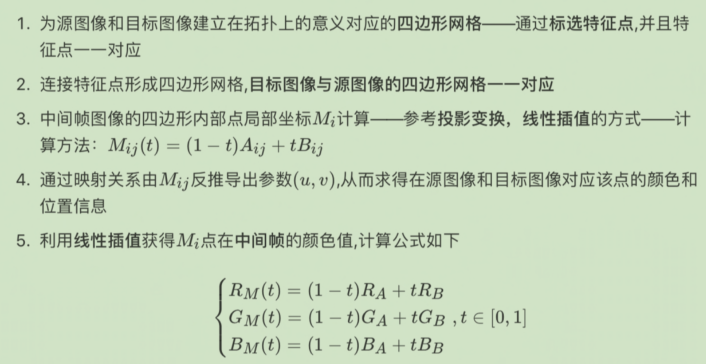 1. 为源图像和目标图像建立在拓扑上的意义对应的四边形网格——通过标选特征点,并且特
征点一一对应
2. 连接特征点形成四边形网格,目标图像与源图像的四边形网格一一对应
3. 中间帧图像的四边形内部点局部坐标M_i计算——参考投影变换，线性插值的方式——计
算方法：M_{ij}(t) = (1 − t)A_{ij} + tB_{ij}
4. 通过映射关系由M_{ij}反推导出参数(u, v),从而求得在源图像和目标图像对应该点的颜色和
位置信息
5. 利用线性插值获得M_i点在中间帧的颜色值,计算公式如下
R_M(t) = (1 − t)R_A + tR_B
G_M(t) = (1 − t)G_A + tG_B , t ∈ [0, 1]
B_M(t) = (1 − t)B_A + tB_B